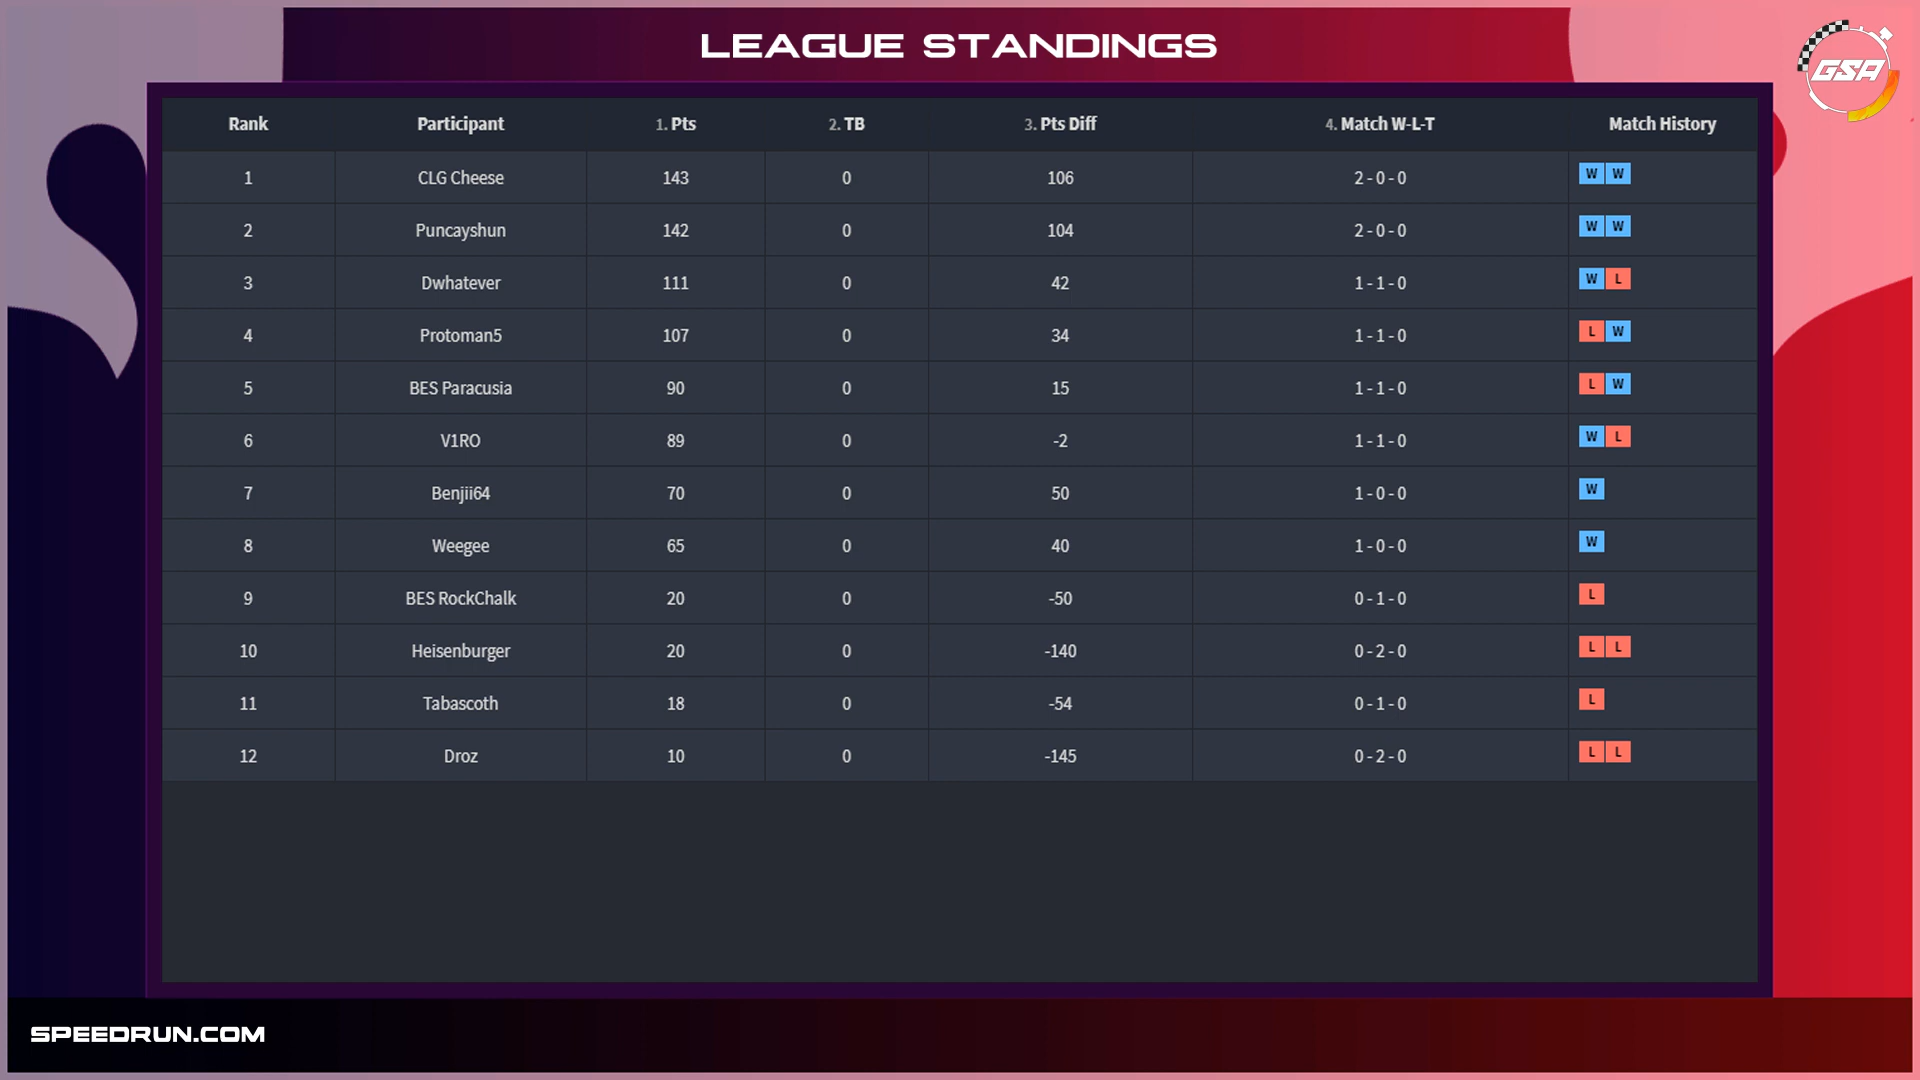 LEAGUE STANDINGS
GSA
Rank Participant 1. Pts 2. TB 3. Pts Diff 4. Match W-L-T Match History
1 CLG Cheese 143 0 106 2 - 0 - 0 W W
2 Puncayshun 142 0 104 2 - 0 - 0 W W
3 Dwhatever 111 0 42 1 - 1 - 0 W L
4 Protoman5 107 0 34 1 - 1 - 0 L W
5 BES Paracusia 90 0 15 1 - 1 - 0 L W
6 V1RO 89 0 -2 1 - 1 - 0 W L
7 Benjii64 70 0 50 1 - 0 - 0 W
8 Weegee 65 0 40 1 - 0 - 0 W
9 BES RockChalk 20 0 -50 0 - 1 - 0 L
10 Heisenburger 20 0 -140 0 - 2 - 0 L L
11 Tabascoth 18 0 -54 0 - 1 - 0 L
12 Droz 10 0 -145 0 - 2 - 0 L L
SPEEDRUN.COM